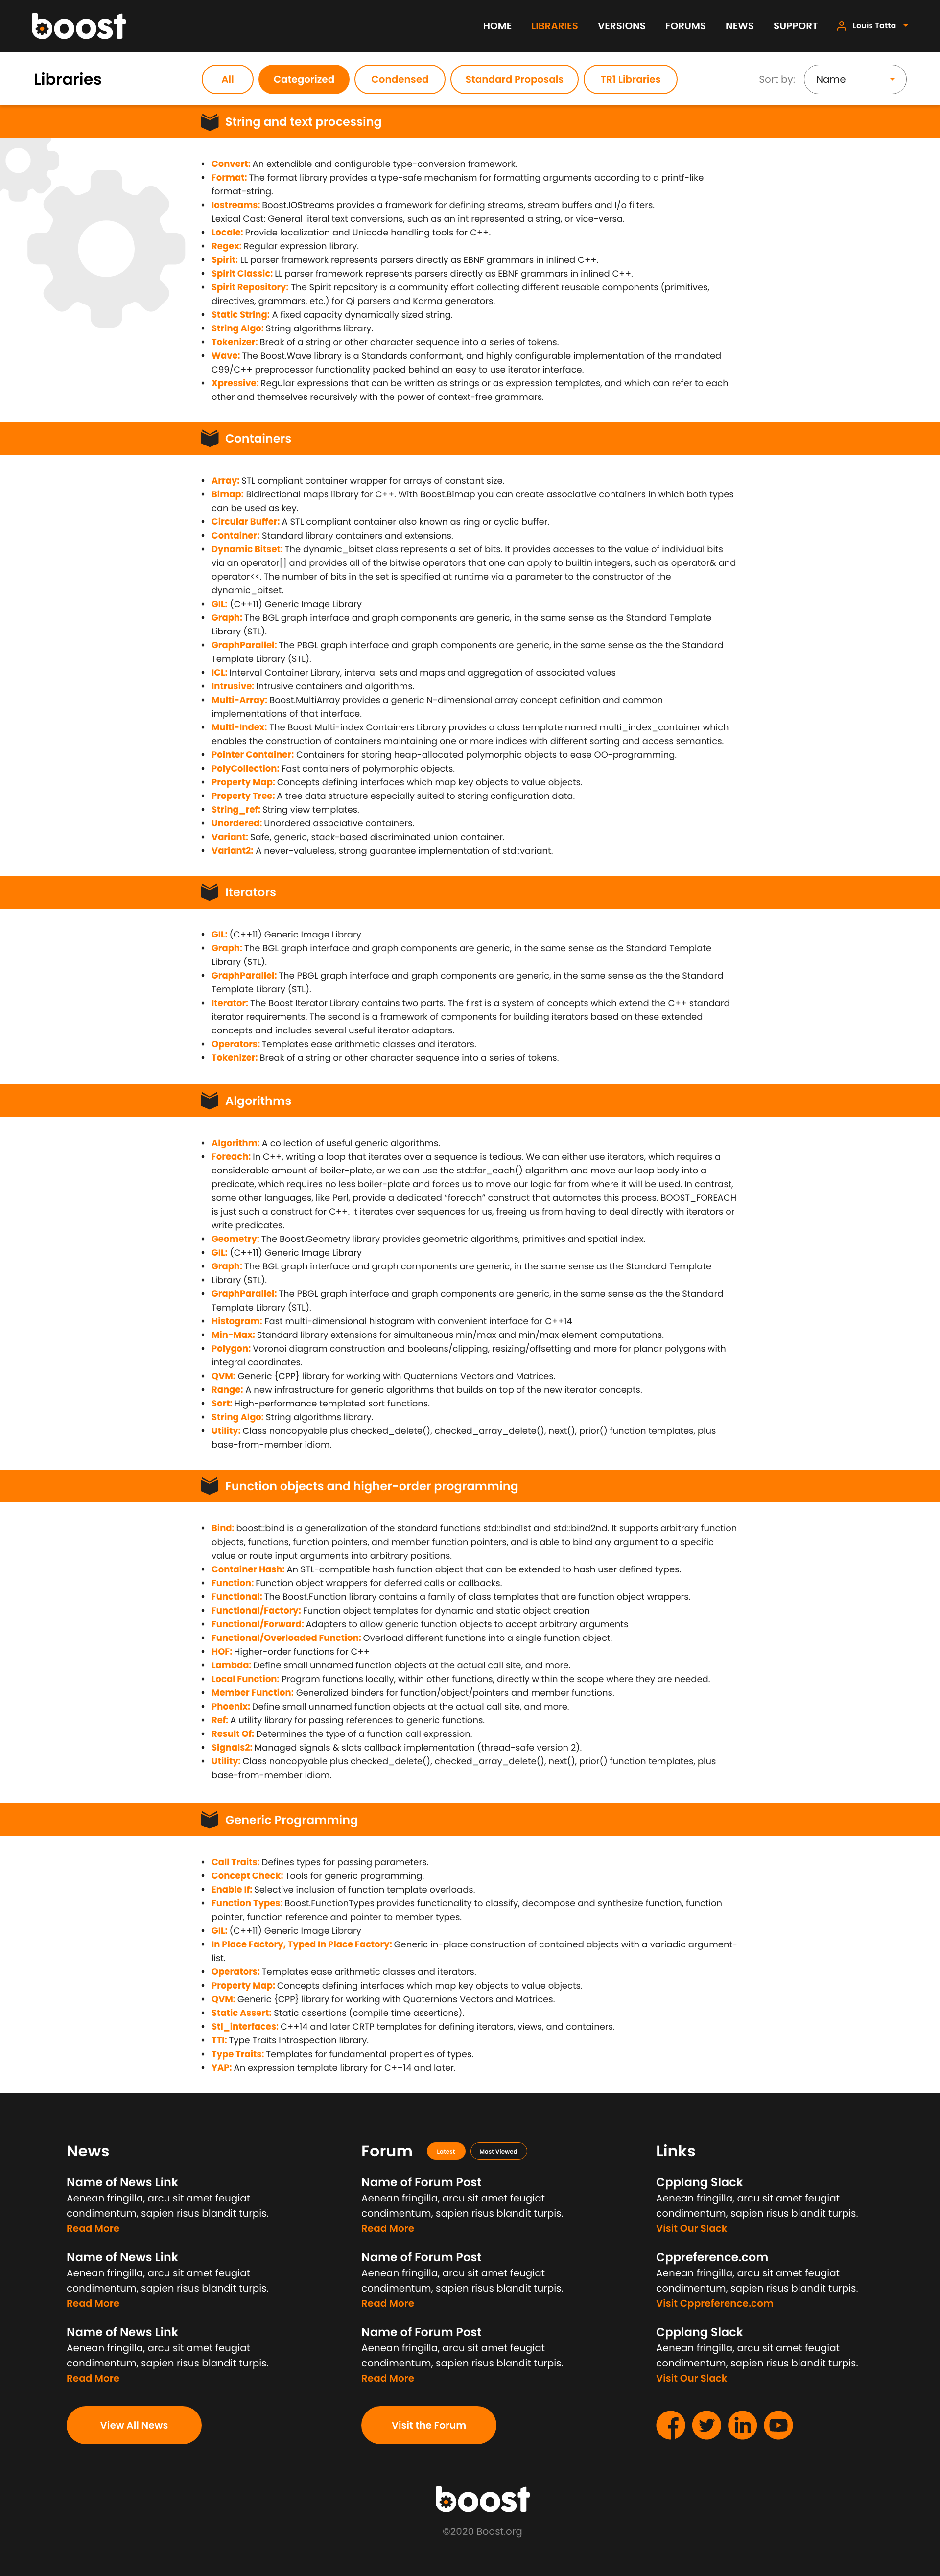 boost
HOME LIBRARIES VERSIONS FORUMS NEWS SUPPORT Louis Tatta
Libraries
All Categorized Condensed Standard Proposals TR1 Libraries Sort by: Name
String and text processing
• Convert: An extendible and configurable type-conversion framework.
• Format: The format library provides a type-safe mechanism for formatting arguments according to a printf-like
format-string.
• Iostreams: Boost.IOStreams provides a framework for defining streams, stream buffers and I/o filters.
Lexical Cast: General literal text conversions, such as an int represented a string, or vice-versa.
• Locale: Provide localization and Unicode handling tools for C++.
• Regex: Regular expression library.
• Spirit: LL parser framework represents parsers directly as EBNF grammars in inlined C++.
• Spirit Classic: LL parser framework represents parsers directly as EBNF grammars in inlined C++.
• Spirit Repository: The Spirit repository is a community effort collecting different reusable components (primitives,
directives, grammars, etc.) for Qi parsers and Karma generators.
• Static String: A fixed capacity dynamically sized string.
• String Algo: String algorithms library.
• Tokenizer: Break of a string or other character sequence into a series of tokens.
• Wave: The Boost.Wave library is a Standards conformant, and highly configurable implementation of the mandated
C99/C++ preprocessor functionality packed behind an easy to use iterator interface.
• Xpressive: Regular expressions that can be written as strings or as expression templates, and which can refer to each
other and themselves recursively with the power of context-free grammars.
Containers
• Array: STL compliant container wrapper for arrays of constant size.
• Bimap: Bidirectional maps library for C++. With Boost.Bimap you can create associative containers in which both types
can be used as key.
• Circular Buffer: A STL compliant container also known as ring or cyclic buffer.
• Container: Standard library containers and extensions.
• Dynamic Bitset: The dynamic_bitset class represents a set of bits. It provides accesses to the value of individual bits
via an operator[] and provides all of the bitwise operators that one can apply to builtin integers, such as operator& and
operator<<. The number of bits in the set is specified at runtime via a parameter to the constructor of the
dynamic_bitset.
• GIL: (C++11) Generic Image Library
• Graph: The BGL graph interface and graph components are generic, in the same sense as the Standard Template
Library (STL).
• GraphParallel: The PBGL graph interface and graph components are generic, in the same sense as the the Standard
Template Library (STL).
• ICL: Interval Container Library, interval sets and maps and aggregation of associated values
• Intrusive: Intrusive containers and algorithms.
• Multi-Array: Boost.MultiArray provides a generic N-dimensional array concept definition and common
implementations of that interface.
• Multi-Index: The Boost Multi-index Containers Library provides a class template named multi_index_container which
enables the construction of containers maintaining one or more indices with different sorting and access semantics.
• Pointer Container: Containers for storing heap-allocated polymorphic objects to ease OO-programming.
• PolyCollection: Fast containers of polymorphic objects.
• Property Map: Concepts defining interfaces which map key objects to value objects.
• Property Tree: A tree data structure especially suited to storing configuration data.
• String_ref: String view templates.
• Unordered: Unordered associative containers.
• Variant: Safe, generic, stack-based discriminated union container.
• Variant2: A never-valueless, strong guarantee implementation of std::variant.
Iterators
• GIL: (C++11) Generic Image Library
• Graph: The BGL graph interface and graph components are generic, in the same sense as the Standard Template
Library (STL).
• GraphParallel: The PBGL graph interface and graph components are generic, in the same sense as the the Standard
Template Library (STL).
• Iterator: The Boost Iterator Library contains two parts. The first is a system of concepts which extend the C++ standard
iterator requirements. The second is a framework of components for building iterators based on these extended
concepts and includes several useful iterator adaptors.
• Operators: Templates ease arithmetic classes and iterators.
• Tokenizer: Break of a string or other character sequence into a series of tokens.
Algorithms
• Algorithm: A collection of useful generic algorithms.
• Foreach: In C++, writing a loop that iterates over a sequence is tedious. We can either use iterators, which requires a
considerable amount of boiler-plate, or we can use the std::for_each() algorithm and move our loop body into a
predicate, which requires no less boiler-plate and forces us to move our logic far from where it will be used. In contrast,
some other languages, like Perl, provide a dedicated "foreach" construct that automates this process. BOOST_FOREACH
is just such a construct for C++. It iterates over sequences for us, freeing us from having to deal directly with iterators or
write predicates.
• Geometry: The Boost.Geometry library provides geometric algorithms, primitives and spatial index.
• GIL: (C++11) Generic Image Library
• Graph: The BGL graph interface and graph components are generic, in the same sense as the Standard Template
• Library (STL).
• GraphParallel: The PBGL graph interface and graph components are generic, in the same sense as the the Standard
Template Library (STL).
• Histogram: Fast multi-dimensional histogram with convenient interface for C++14
• Min-Max: Standard library extensions for simultaneous min/max and min/max element computations.
• Polygon: Voronoi diagram construction and booleans/clipping, resizing/offsetting and more for planar polygons with
integral coordinates.
• QVM: Generic {CPP} library for working with Quaternions Vectors and Matrices.
• Range: A new infrastructure for generic algorithms that builds on top of the new iterator concepts.
• Sort: High-performance templated sort functions.
• String Algo: String algorithms library.
• Utility: Class noncopyable plus checked_delete(), checked_array_delete(), next(), prior() function templates, plus
base-from-member idiom.
Function objects and higher-order programming
• Bind: boost::bind is a generalization of the standard functions std::bind1st and std::bind2nd. It supports arbitrary function
objects, functions, function pointers, and member function pointers, and is able to bind any argument to a specific
value or route input arguments into arbitrary positions.
• Container Hash: An STL-compatible hash function object that can be extended to hash user defined types.
• Function: Function object wrappers for deferred calls or callbacks.
• Functional: The Boost.Function library contains a family of class templates that are function object wrappers.
• Functional/Factory: Function object templates for dynamic and static object creation
• Functional/Forward: Adapters to allow generic function objects to accept arbitrary arguments
• Functional/Overloaded Function: Overload different functions into a single function object.
• HOF: Higher-order functions for C++
• Lambda: Define small unnamed function objects at the actual call site, and more.
• Local Function: Program functions locally, within other functions, directly within the scope where they are needed.
• Member Function: Generalized binders for function/object/pointers and member functions.
• Phoenix: Define small unnamed function objects at the actual call site, and more.
• Ref: A utility library for passing references to generic functions.
• Result Of: Determines the type of a function call expression.
• Signals2: Managed signals & slots callback implementation (thread-safe version 2).
• Utility: Class noncopyable plus checked_delete(), checked_array_delete(), next(), prior() function templates, plus
base-from-member idiom.
Generic Programming
• Call Traits: Defines types for passing parameters.
• Concept Check: Tools for generic programming.
• Enable If: Selective inclusion of function template overloads.
• Function Types: Boost.FunctionTypes provides functionality to classify, decompose and synthesize function, function
pointer, function reference and pointer to member types.
• GIL: (C++11) Generic Image Library
• In Place Factory, Typed In Place Factory: Generic in-place construction of contained objects with a variadic argument-
list.
• Operators: Templates ease arithmetic classes and iterators.
• Property Map: Concepts defining interfaces which map key objects to value objects.
• QVM: Generic {CPP} library for working with Quaternions Vectors and Matrices.
• Static Assert: Static assertions (compile time assertions).
• Stl_interfaces: C++14 and later CRTP templates for defining iterators, views, and containers.
• TTI: Type Traits Introspection library.
• Type Traits: Templates for fundamental properties of types.
• YAP: An expression template library for C++14 and later.
News
Name of News Link
Aenean fringilla, arcu sit amet feugiat
condimentum, sapien risus blandit turpis.
Read More
Name of News Link
Aenean fringilla, arcu sit amet feugiat
condimentum, sapien risus blandit turpis.
Read More
Name of News Link
Aenean fringilla, arcu sit amet feugiat
condimentum, sapien risus blandit turpis.
Read More
View All News
Forum Latest Most Viewed
Name of Forum Post
Aenean fringilla, arcu sit amet feugiat
condimentum, sapien risus blandit turpis.
Read More
Name of Forum Post
Aenean fringilla, arcu sit amet feugiat
condimentum, sapien risus blandit turpis.
Read More
Name of Forum Post
Aenean fringilla, arcu sit amet feugiat
condimentum, sapien risus blandit turpis.
Read More
Visit the Forum
Links
Cpplang Slack
Aenean fringilla, arcu sit amet feugiat
condimentum, sapien risus blandit turpis.
Visit Our Slack
Cppreference.com
Aenean fringilla, arcu sit amet feugiat
condimentum, sapien risus blandit turpis.
Visit Cppreference.com
Cpplang Slack
Aenean fringilla, arcu sit amet feugiat
condimentum, sapien risus blandit turpis.
Visit Our Slack
boost
©2020 Boost.org